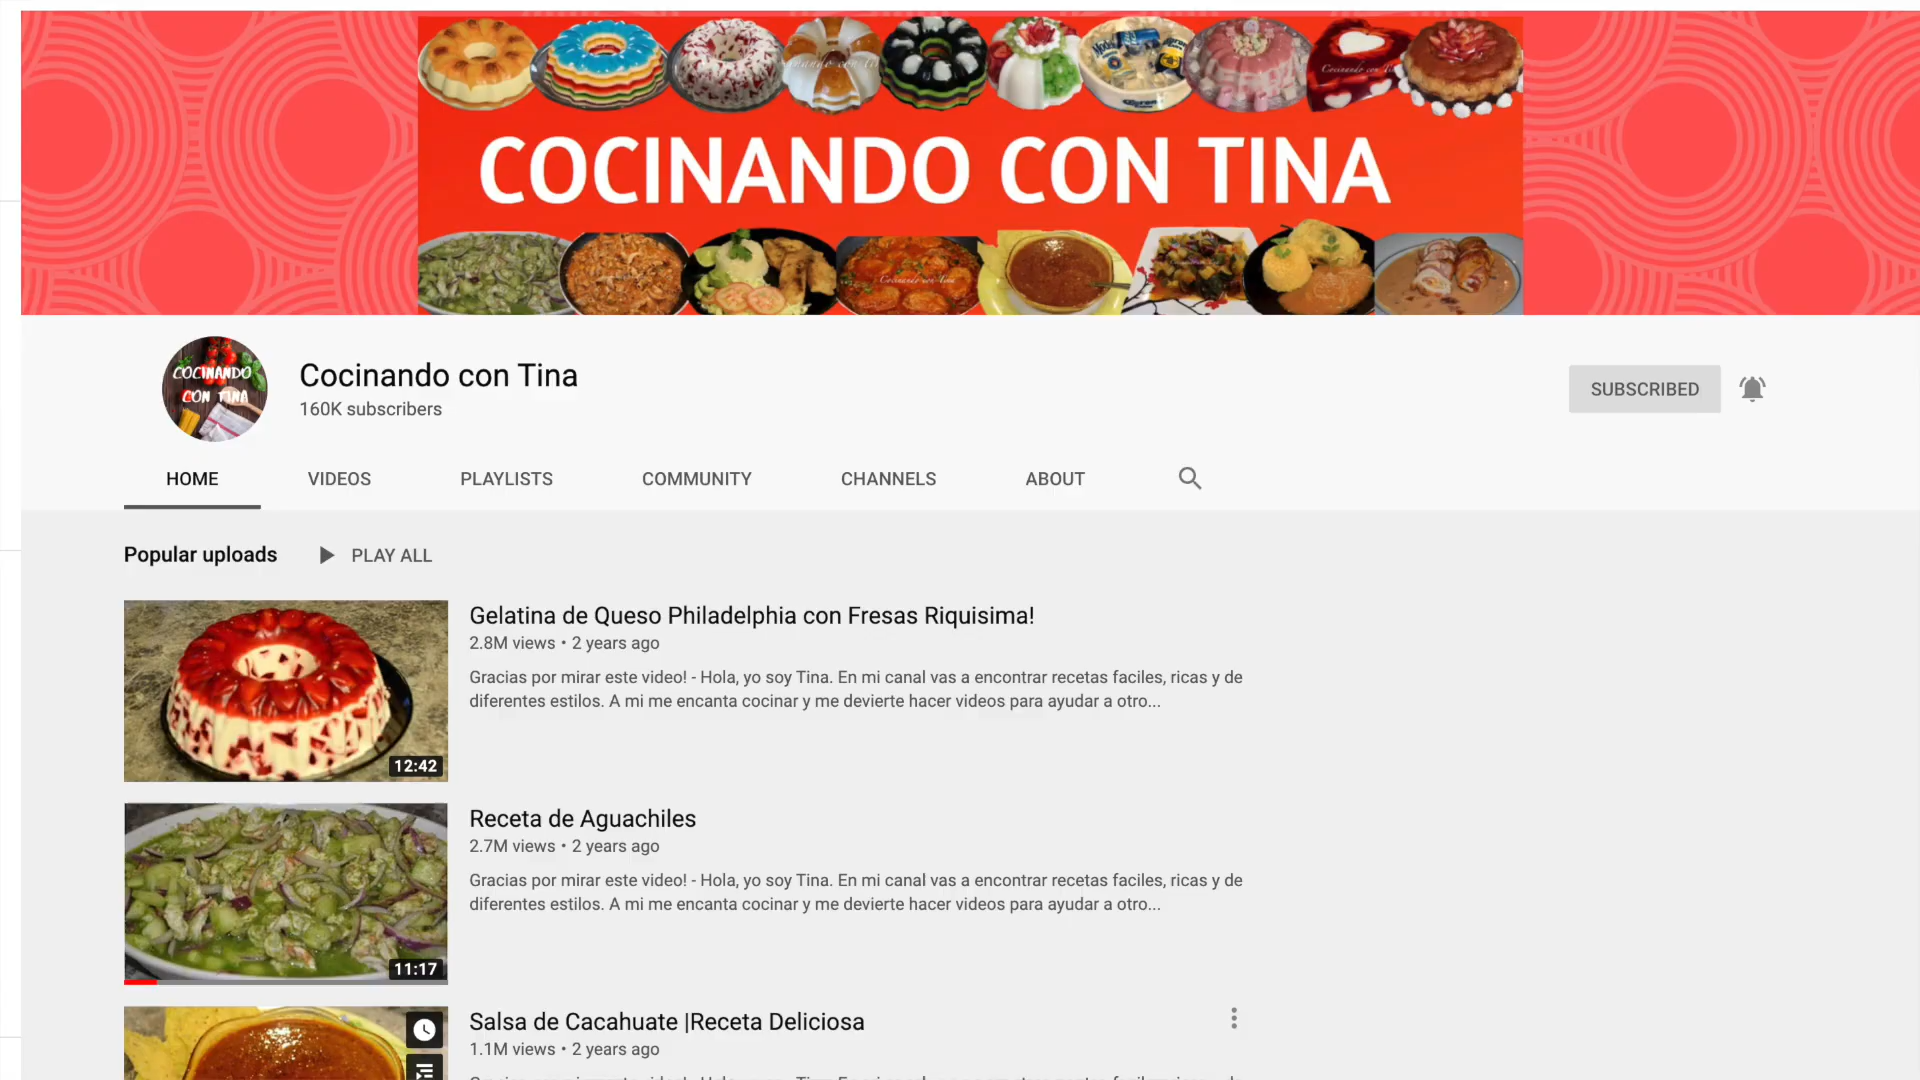 COCINANDO CON TINA
Cocinando con Tina
COCINANDO
CON TINA
Cocinando con Tina
160K subscribers
SUBSCRIBED
HOME
VIDEOS
PLAYLISTS
COMMUNITY
CHANNELS
ABOUT
Popular uploads
PLAY ALL
Gelatina de Queso Philadelphia con Fresas Riquisima!
2.8M views • 2 years ago
Gracias por mirar este video! - Hola, yo soy Tina. En mi canal vas a encontrar recetas faciles, ricas y de
diferentes estilos. A mi me encanta cocinar y me devierte hacer videos para ayudar a otro...
12:42
Receta de Aguachiles
2.7M views • 2 years ago
Gracias por mirar este video! - Hola, yo soy Tina. En mi canal vas a encontrar recetas faciles, ricas y de
diferentes estilos. A mi me encanta cocinar y me devierte hacer videos para ayudar a otro...
11:17
Salsa de Cacahuate |Receta Deliciosa
1.1M views • 2 years ago